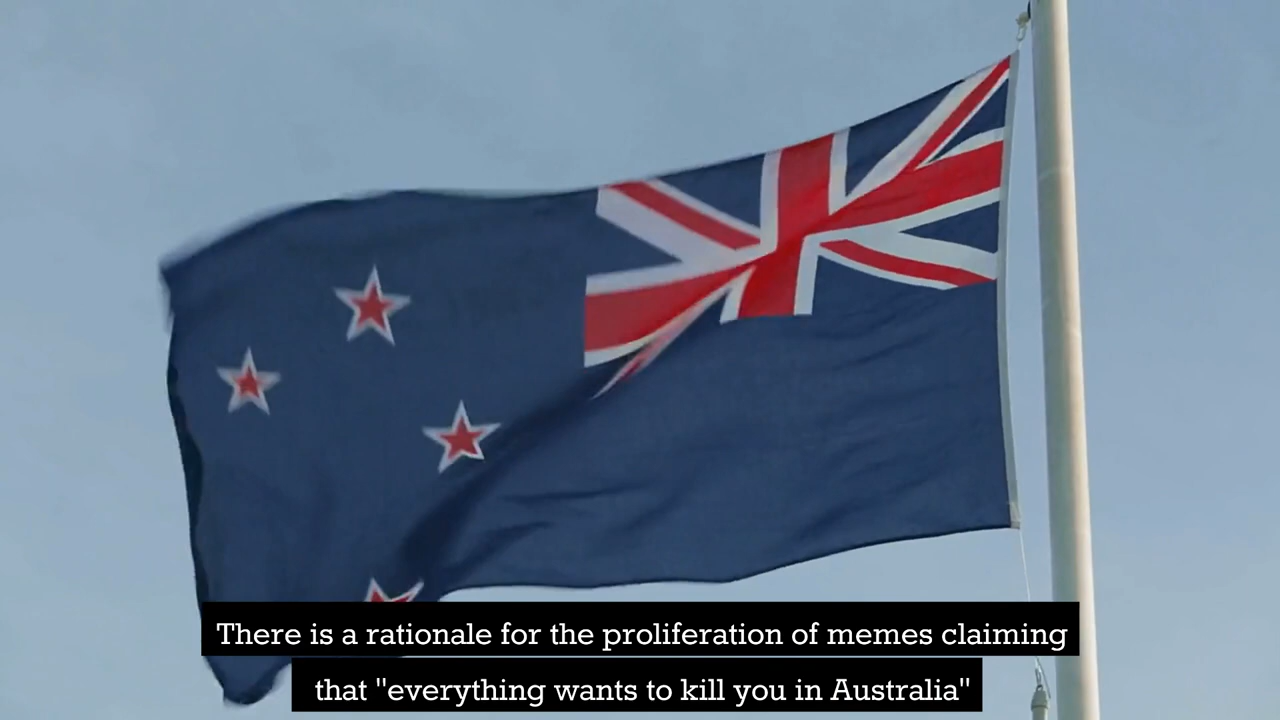 There is a rationale for the proliferation of memes claiming
that "everything wants to kill you in Australia"